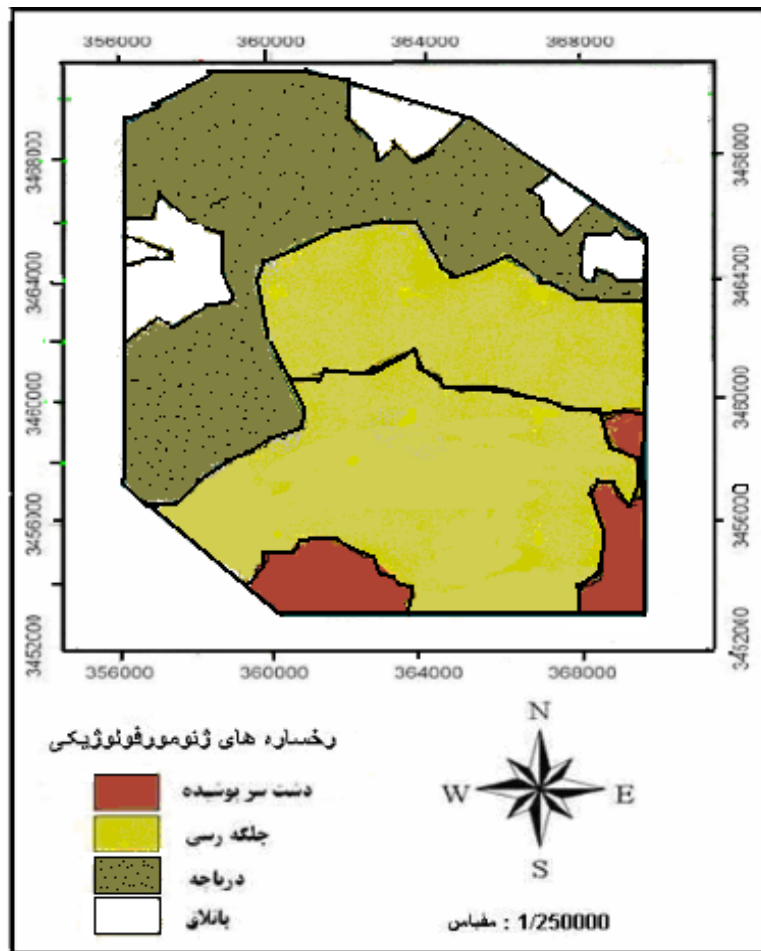 356000 360000 364000 368000
3468000 3468000
3464000 3464000
3460000 3460000
3456000 3456000
3452000 3452000
356000 360000 364000 368000
رخساره های ژئومورفولوژیکی
دشت سر پوشیده
جلگه رسی
دریاچه
باتلاق
N
W E
S
1/250000 : مقیاس